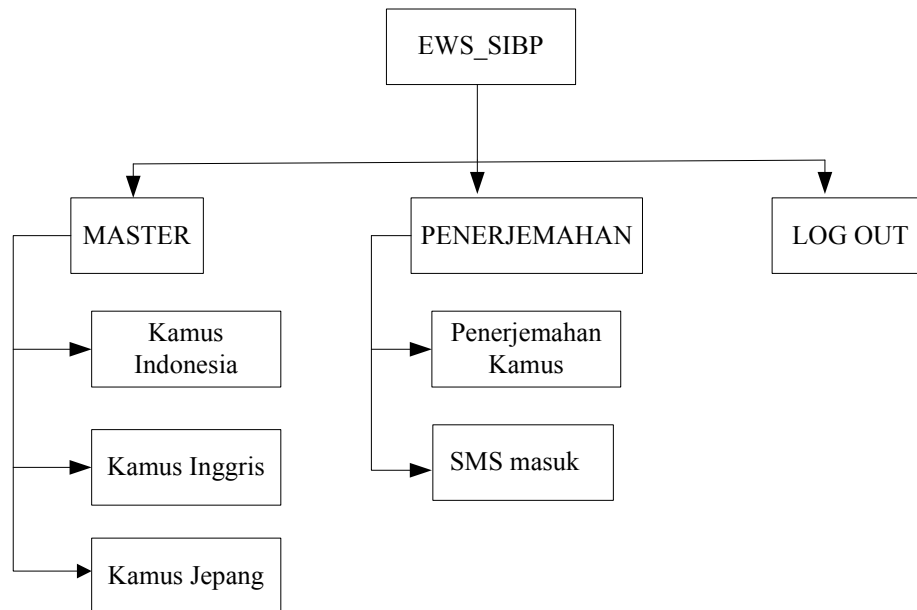 EWS_SIBP
MASTER
PENERJEMAHAN
LOG OUT
Kamus
Indonesia
Penerjemahan
Kamus
Kamus Inggris
SMS masuk
Kamus Jepang